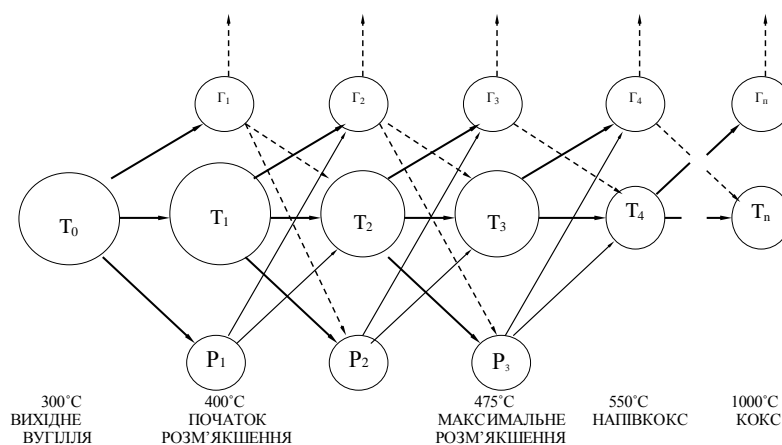 Г₁ Г₂ Г₃ Г₄ Гп
Т₀ Т₁ Т₂ Т₃ Т₄ Тn
Р₁ Р₂ Р₃
300˚С 400˚С 475˚С 550˚С 1000˚С
ВИХІДНЕ ПОЧАТОК МАКСИМАЛЬНЕ НАПІВКОКС КОКС
ВУГІЛЛЯ РОЗМ'ЯКШЕННЯ РОЗМ'ЯКШЕННЯ